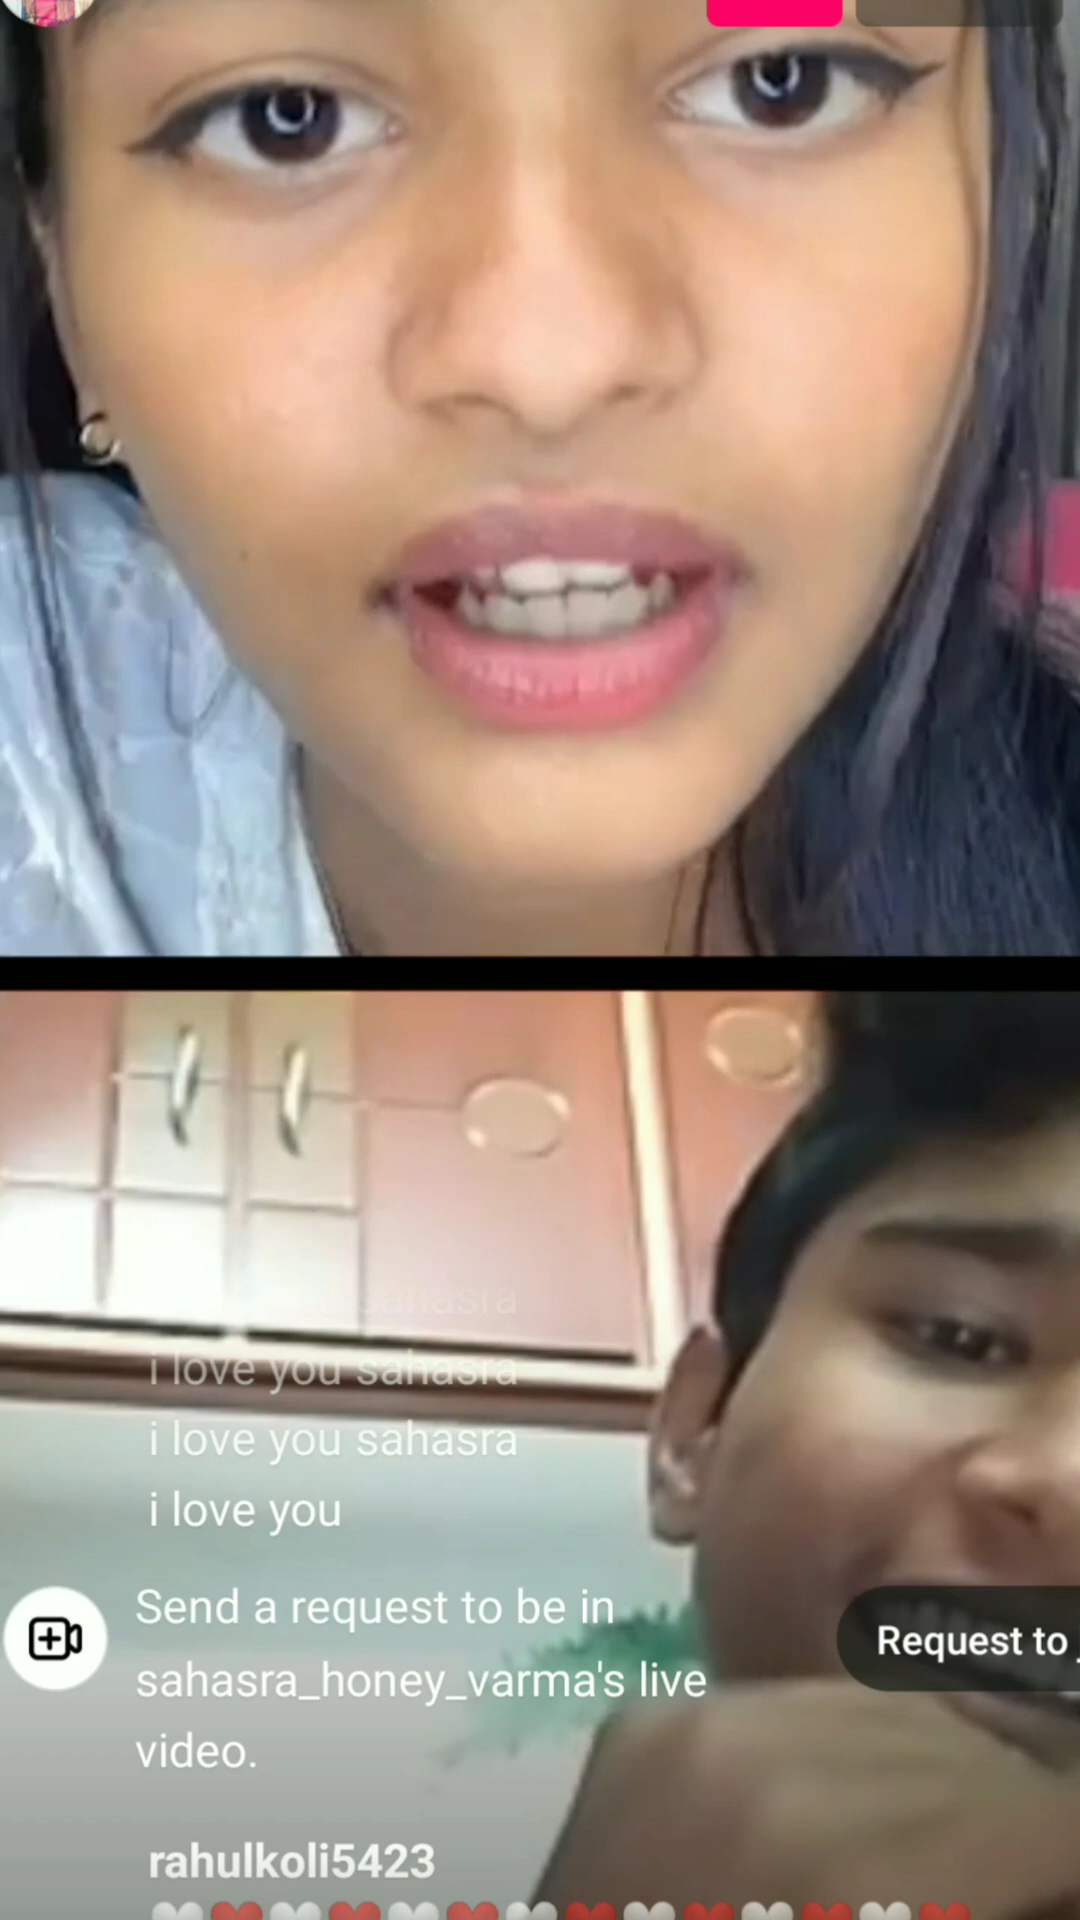 sahasra
i love you sahasra
i love you sahasra
i love you
Send a request to be in
sahasra_honey_varma's live
video.
Request to
rahulkoli5423